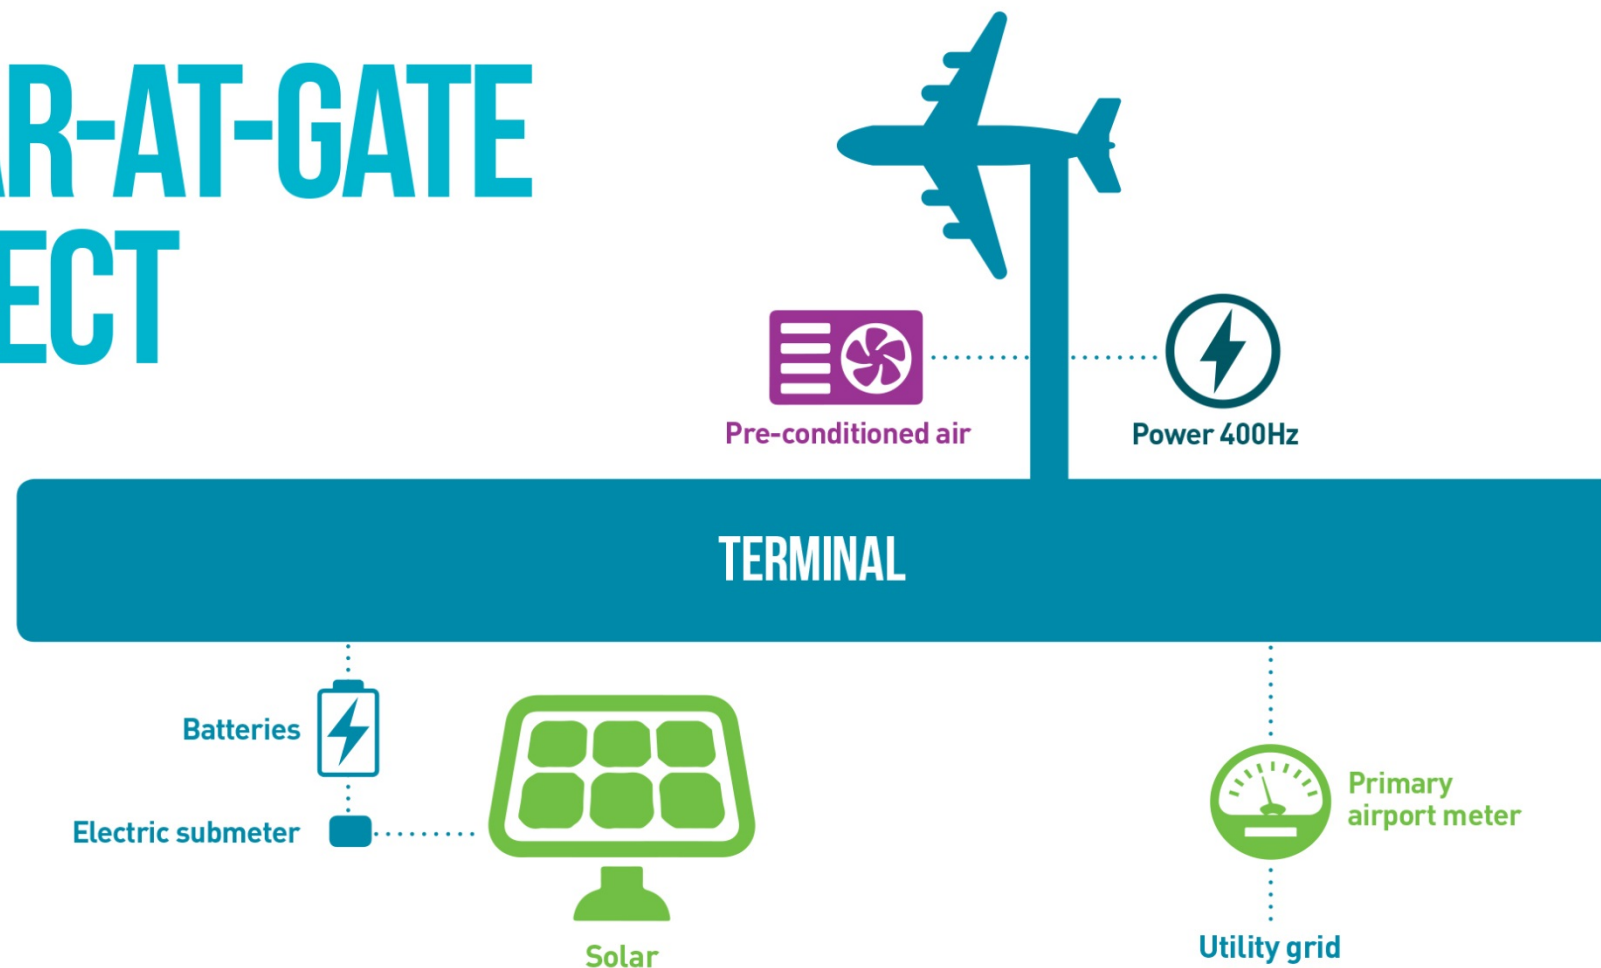 R-AT-GATE
ECT
Pre-conditioned air
Power 400Hz
TERMINAL
Batteries
Electric submeter
Solar
Primary
airport meter
Utility grid